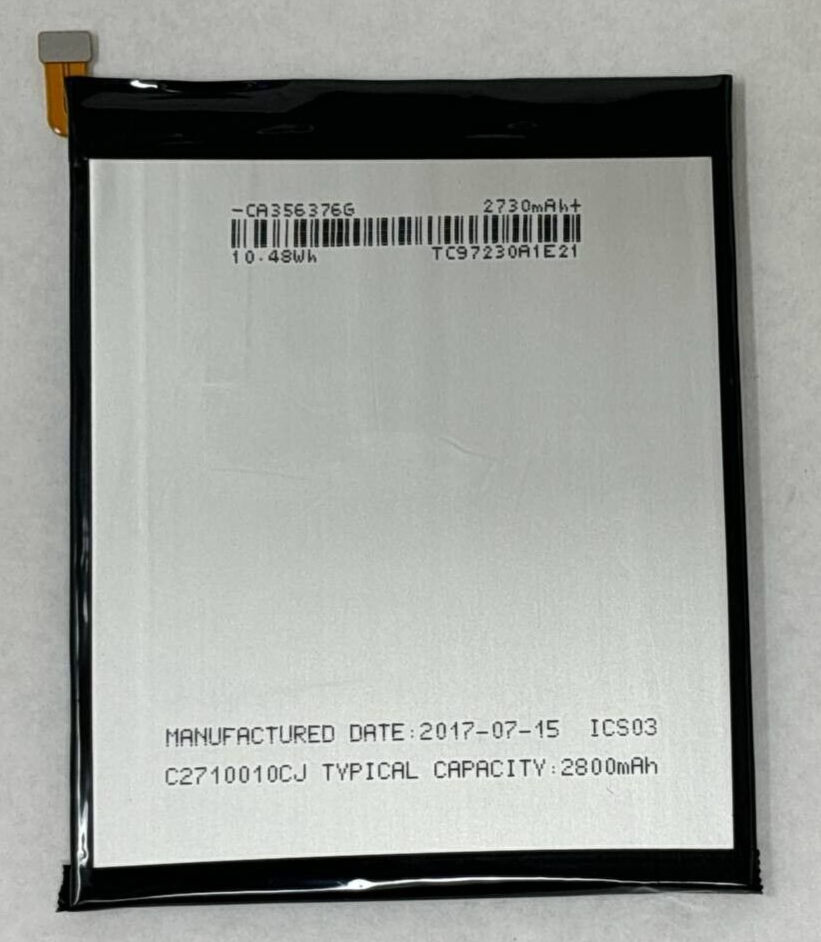 -CA356376G 2730mAh+
10.48Wh TC97230A1E21
MANUFACTURED DATE:2017-07-15 ICS03
C2710010CJ TYPICAL CAPACITY:2800mAh